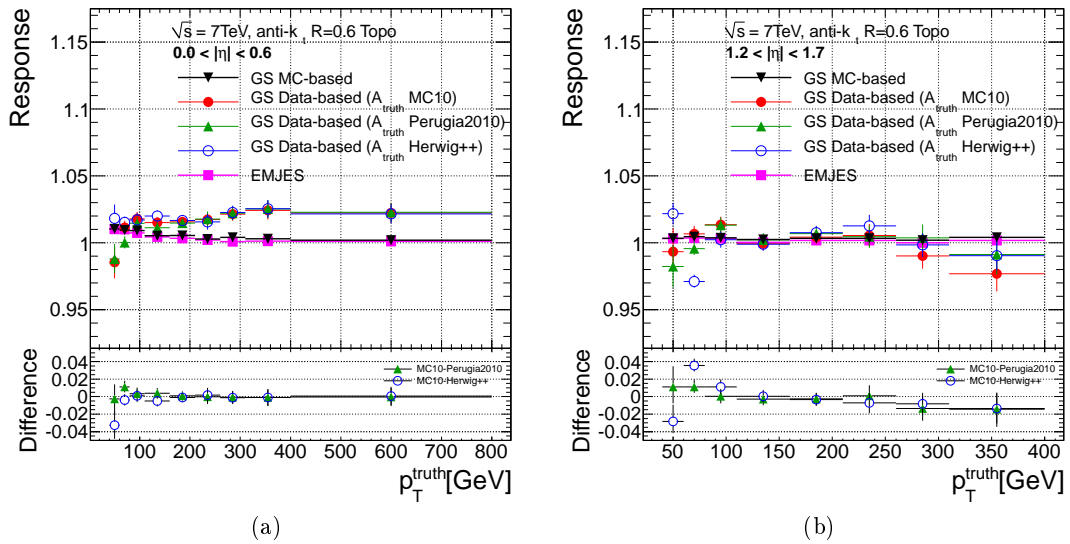 √s = 7TeV, anti-k_t R=0.6 Topo
0.0 < |η| < 0.6
GS MC-based
GS Data-based (A_truth MC10)
GS Data-based (A_truth Perugia2010)
GS Data-based (A_truth Herwig++)
EMJES
Response
1.15
1.1
1.05
1
0.95
MC10-Perugia2010
MC10-Herwig++
Difference
0.04
0.02
0
-0.02
-0.04
100 200 300 400 500 600 700 800
p_T^truth[GeV]
(a)
√s = 7TeV, anti-k_t R=0.6 Topo
1.2 < |η| < 1.7
GS MC-based
GS Data-based (A_truth MC10)
GS Data-based (A_truth Perugia2010)
GS Data-based (A_truth Herwig++)
EMJES
Response
1.15
1.1
1.05
1
0.95
MC10-Perugia2010
MC10-Herwig++
Difference
0.04
0.02
0
-0.02
-0.04
50 100 150 200 250 300 350 400
p_T^truth[GeV]
(b)